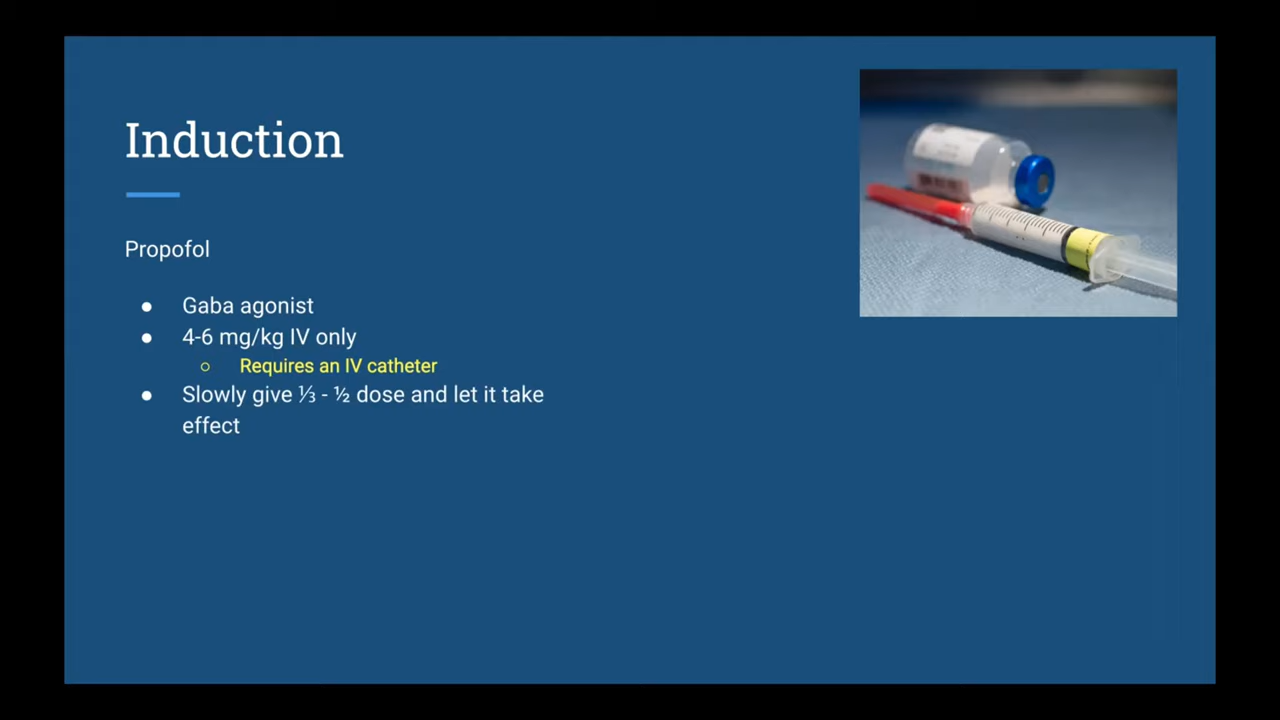 Induction
Propofol
● Gaba agonist
● 4-6 mg/kg IV only
○ Requires an IV catheter
● Slowly give ⅓ - ½ dose and let it take
effect